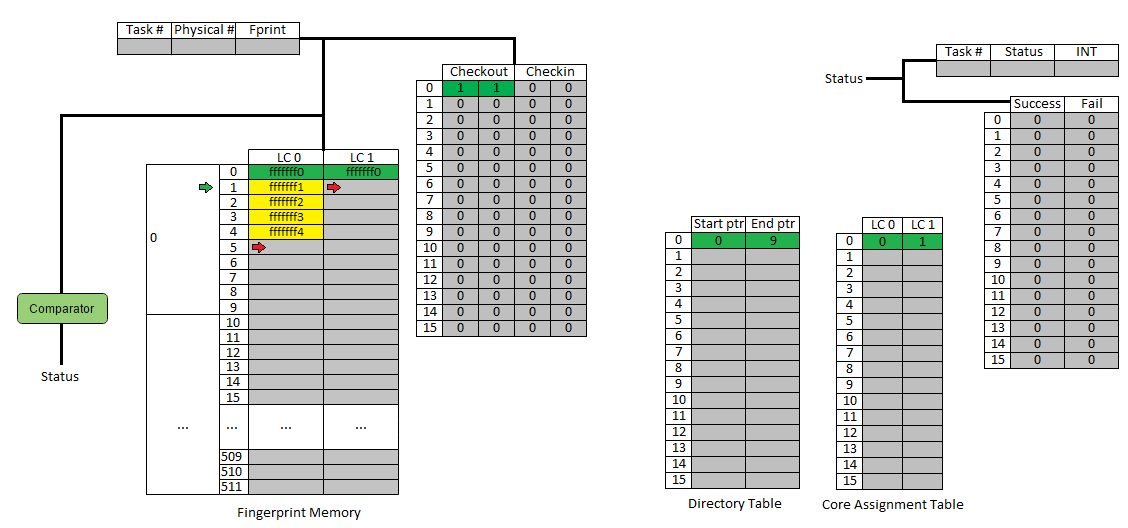 Task # Physical # Fprint
Checkout Checkin
0 1 1 0 0
1 0 0 0 0
2 0 0 0 0
3 0 0 0 0
4 0 0 0 0
5 0 0 0 0
6 0 0 0 0
7 0 0 0 0
8 0 0 0 0
9 0 0 0 0
10 0 0 0 0
11 0 0 0 0
12 0 0 0 0
13 0 0 0 0
14 0 0 0 0
15 0 0 0 0
LC 0 LC 1
0 fffffff0 fffffff0
1 fffffff1
2 fffffff2
3 fffffff3
0
4 fffffff4
5
6
7
8
9
10
11
12
13
14
15
... ... ... ...
509
510
511
Fingerprint Memory
Comparator
Status
Start ptr End ptr
0 0 9
1
2
3
4
5
6
7
8
9
10
11
12
13
14
15
Directory Table
LC 0 LC 1
0 0 1
1
2
3
4
5
6
7
8
9
10
11
12
13
14
15
Core Assignment Table
Task # Status INT
Status
Success Fail
0 0 0
1 0 0
2 0 0
3 0 0
4 0 0
5 0 0
6 0 0
7 0 0
8 0 0
9 0 0
10 0 0
11 0 0
12 0 0
13 0 0
14 0 0
15 0 0